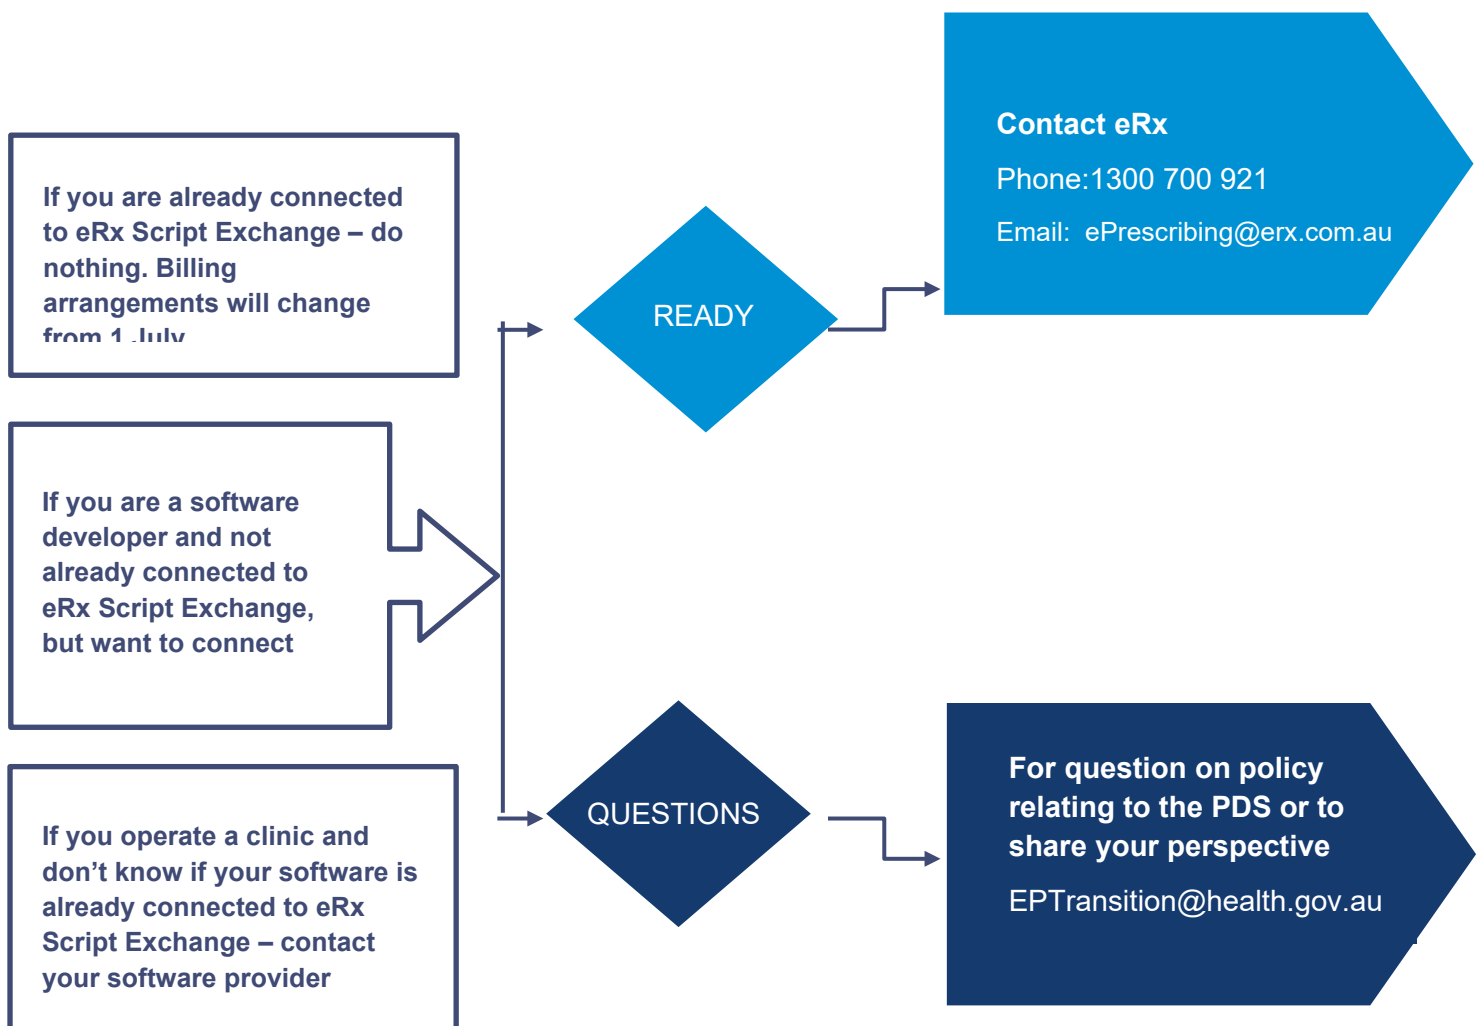 If you are already connected
to eRx Script Exchange – do
nothing. Billing
arrangements will change
from 1 July
If you are a software
developer and not
already connected to
eRx Script Exchange,
but want to connect
If you operate a clinic and
don’t know if your software is
already connected to eRx
Script Exchange – contact
your software provider
READY
QUESTIONS
Contact eRx
Phone:1300 700 921
Email: ePrescribing@erx.com.au
For question on policy
relating to the PDS or to
share your perspective
EPTransition@health.gov.au